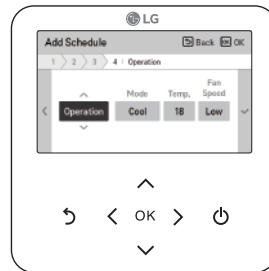 LG
Add Schedule Back OK OK
1 2 3 4 Operation
Mode Temp. Fan Speed
Operation Cool 18 Low
OK